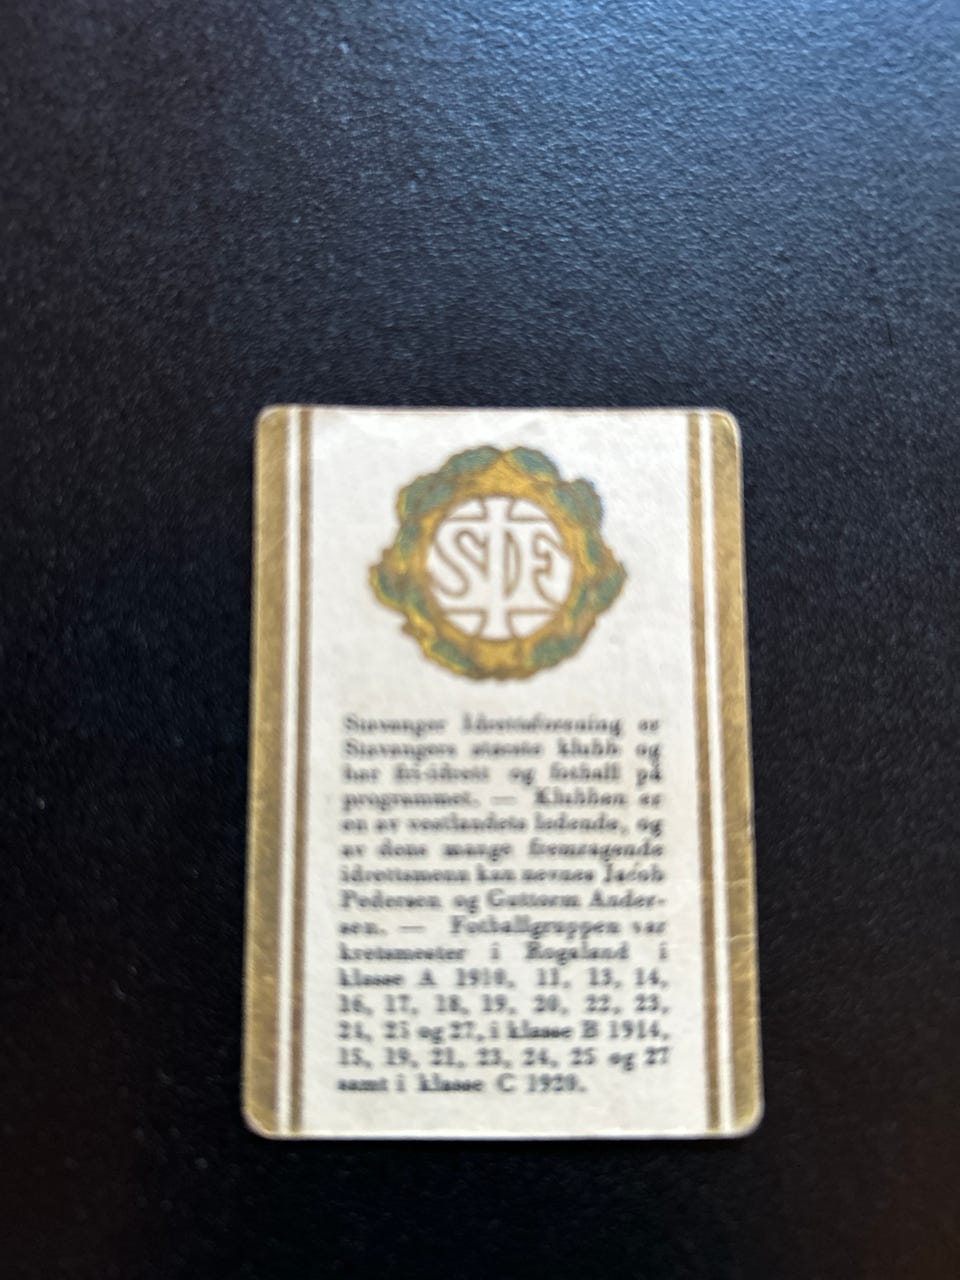 SIF
Stavanger Idrettsforening er
Stavangers største klubb og
har fri-idrett og fotball på
programmet. — Klubben er
en av vestlandets ledende, og
av dens mange fremragende
idrettsmenn kan nevnes Jacob
Pedersen og Guttorm Ander-
sen. — Fotballgruppen var
kretsmester i Rogaland i
klasse A 1910, 11, 13, 14,
16, 17, 18, 19, 20, 22, 23,
24, 25 og 27, i klasse B 1914,
15, 19, 21, 23, 24, 25 og 27
samt i klasse C 1920.